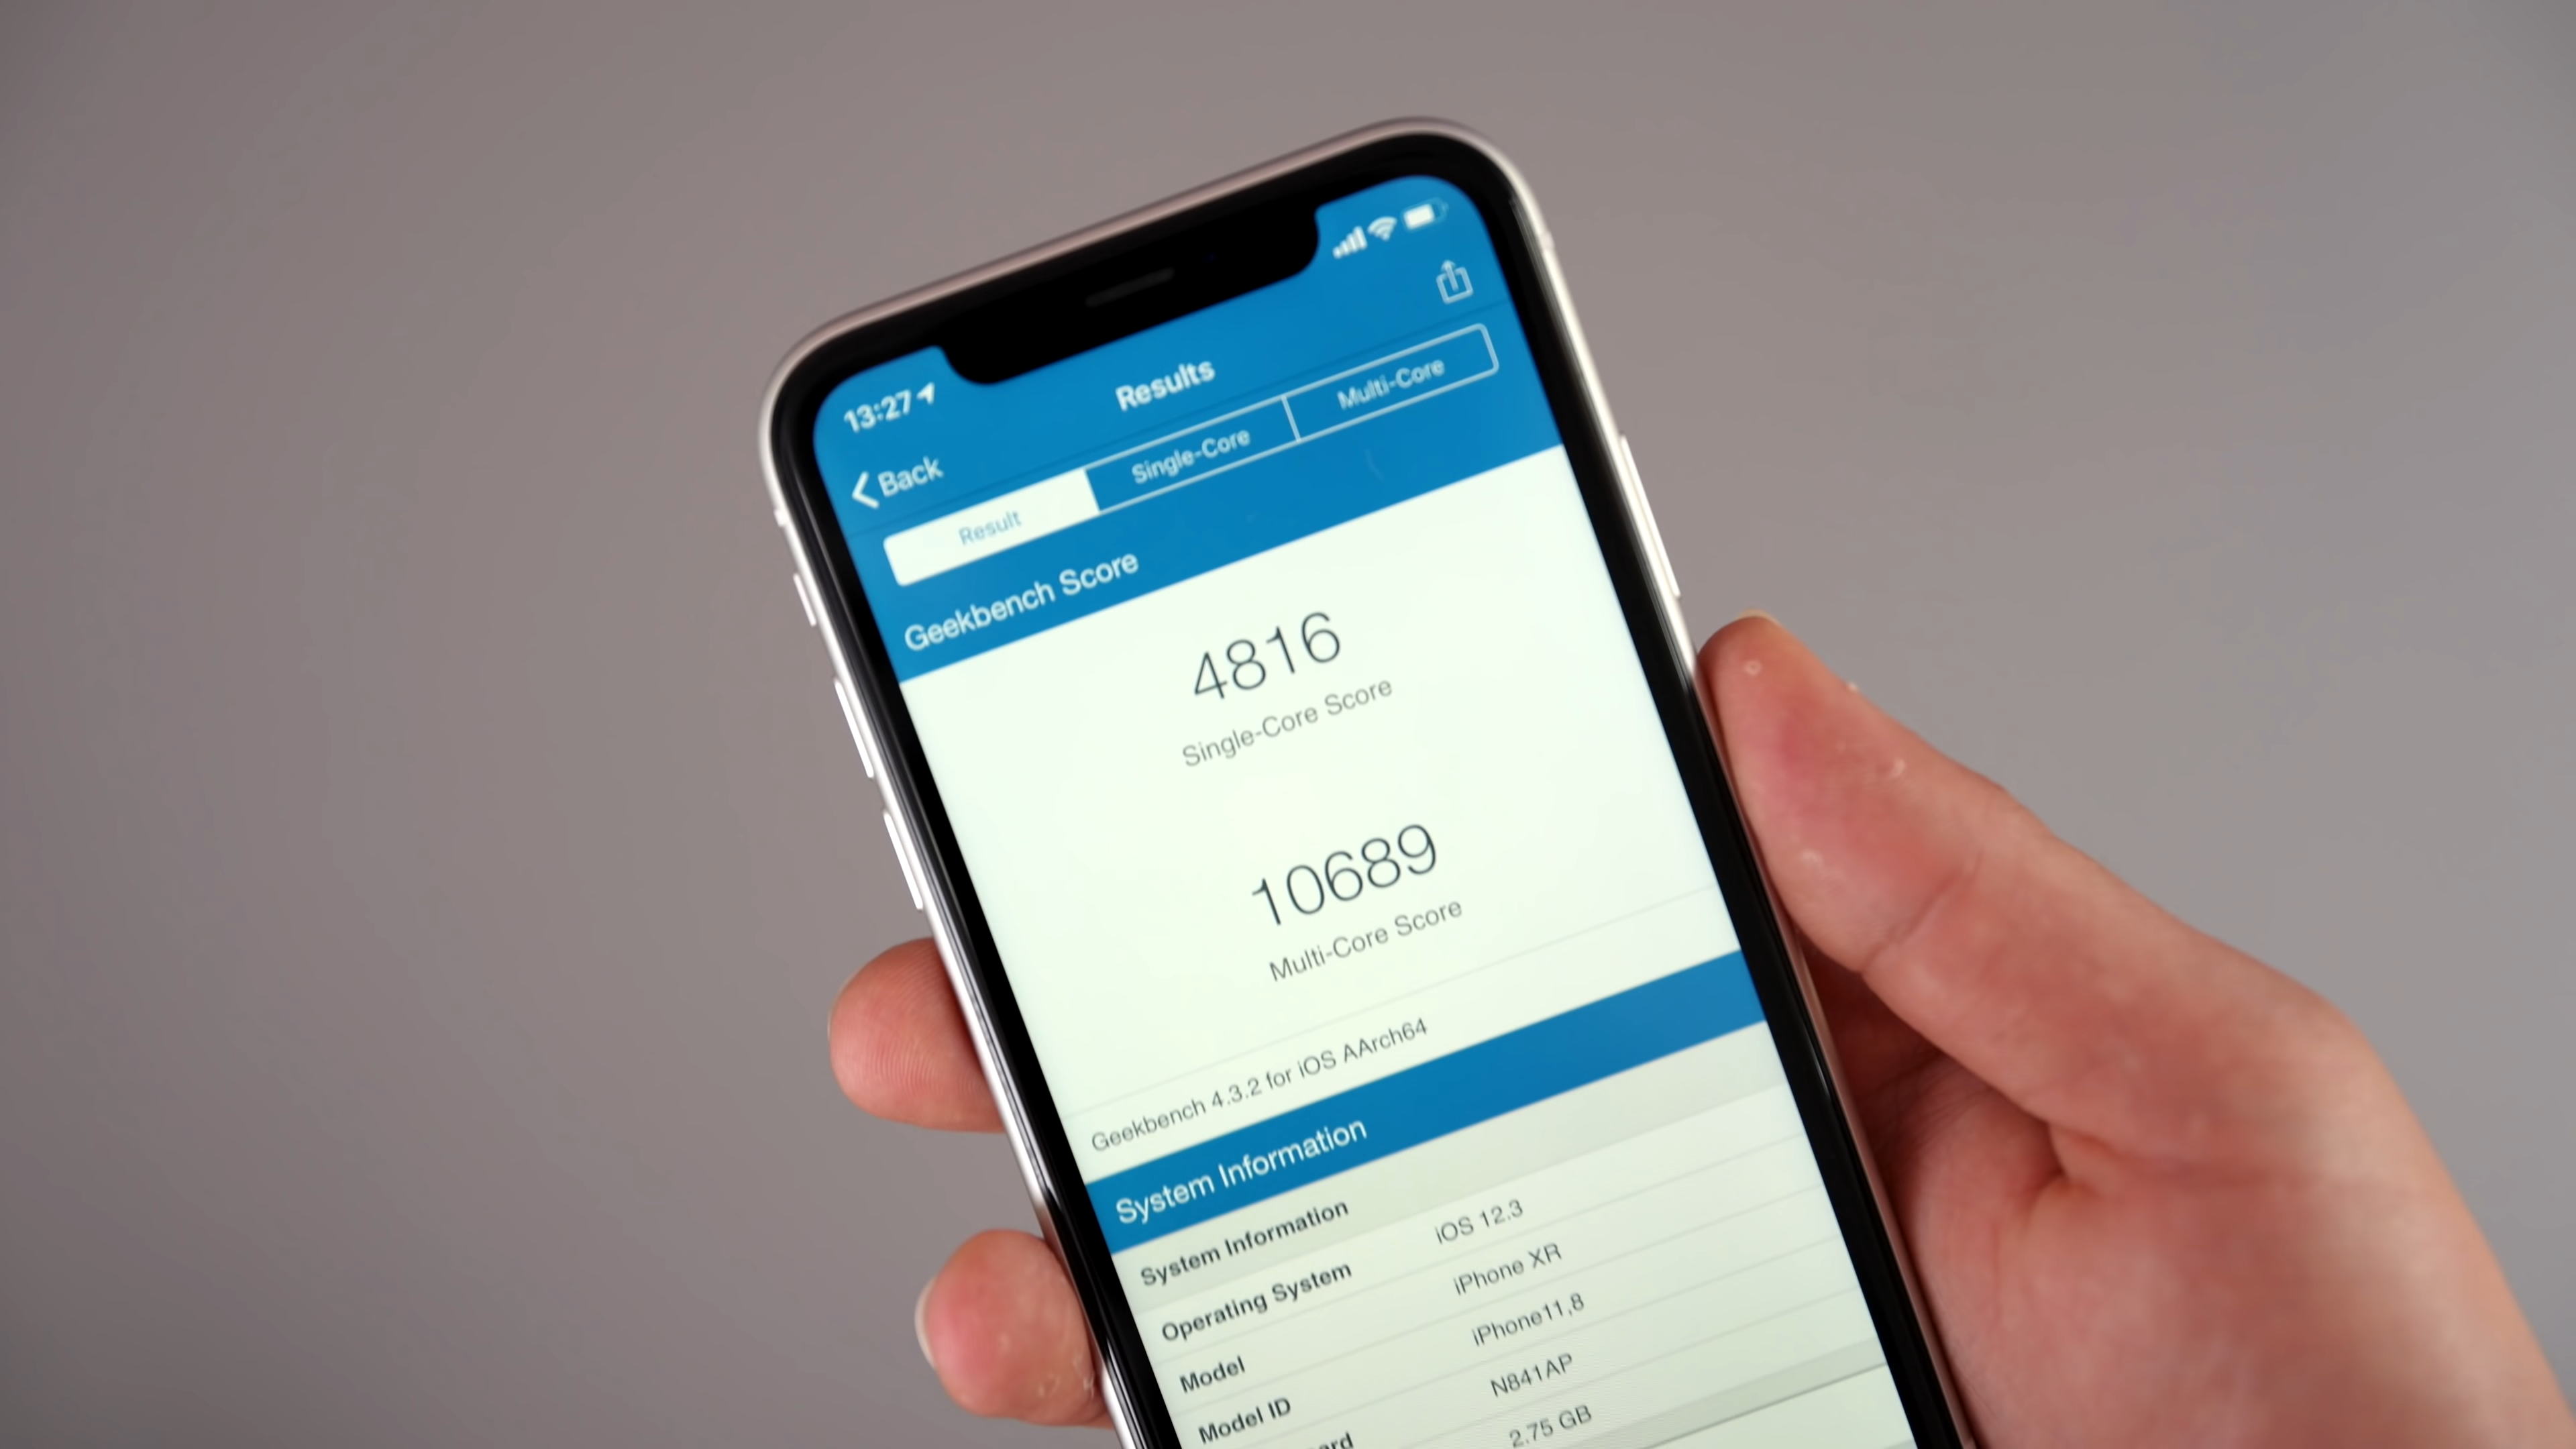 13:27
Back
Results
Result
Single-Core
Multi-Core
Geekbench Score
4816
Single-Core Score
10689
Multi-Core Score
Geekbench 4.3.2 for iOS AArch64
System Information
System Information
Operating System iOS 12.3
Model iPhone XR
Model ID iPhone11,8
N841AP
2.75 GB